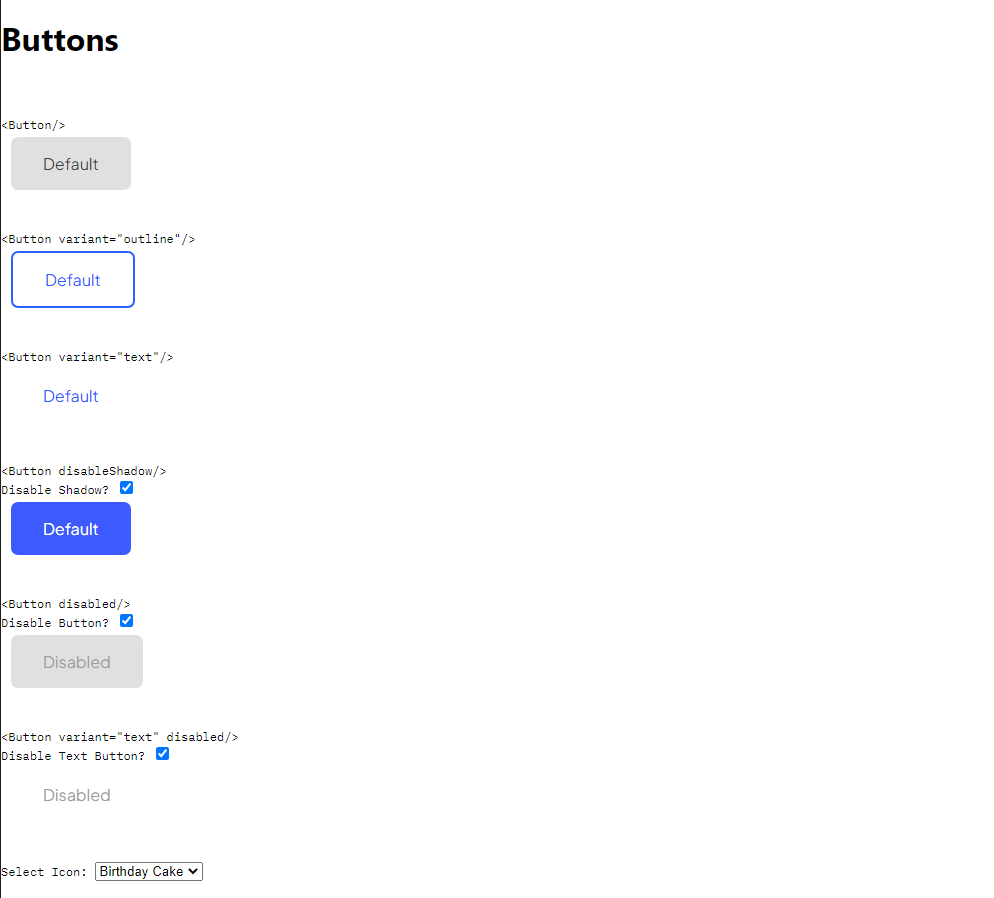 Buttons
<Button/>
Default
<Button variant="outline"/>
Default
<Button variant="text"/>
Default
<Button disableShadow/>
Disable Shadow?
Default
<Button disabled/>
Disable Button?
Disabled
<Button variant="text" disabled/>
Disable Text Button?
Disabled
Select Icon: Birthday Cake